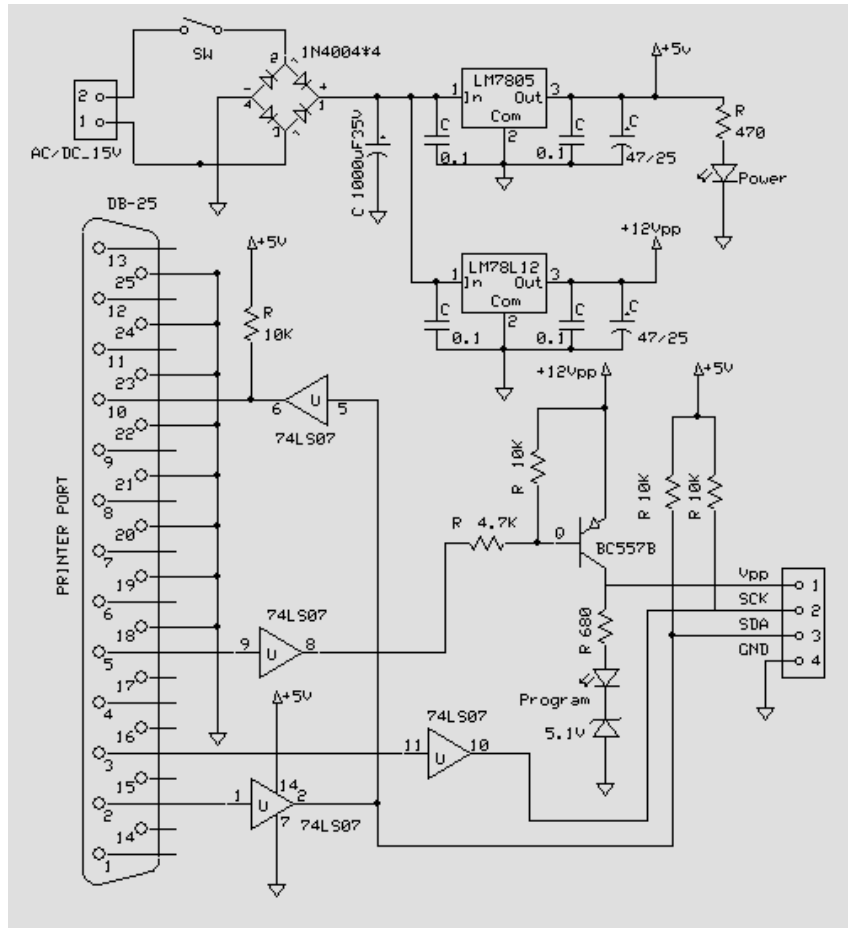 SW
1N4004*4
2
1
AC/DC_15V
2
-
4
+
1
3
~
~
C 1000uF35V
LM7805
1
In
Out
3
Com
2
C
0.1
C
0.1
C
47/25
+5v
R
470
Power
LM78L12
1
In
Out
3
Com
2
C
0.1
C
0.1
C
47/25
+12Vpp
DB-25
PRINTER PORT
13
25
12
24
11
23
10
22
9
21
8
20
7
19
6
18
5
17
4
16
3
15
2
14
1
+5V
R
10K
6
U
5
74LS07
+12Vpp
R 10K
R 4.7K
Q
BC557B
+5V
R 10K
R 10K
Vpp
SCK
SDA
GND
1
2
3
4
R 680
Program
5.1V
74LS07
9
U
8
+5V
74LS07
11
U
10
1
U
14
2
7
74LS07